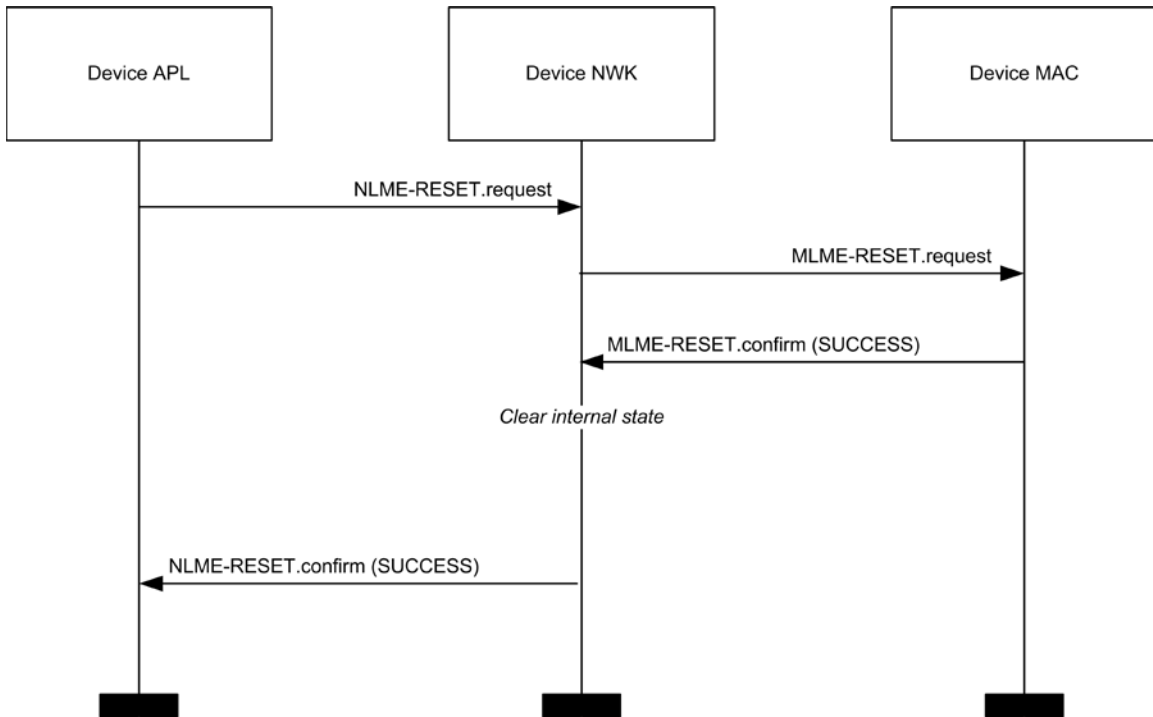 Device APL
Device NWK
Device MAC
NLME-RESET.request
MLME-RESET.request
MLME-RESET.confirm (SUCCESS)
Clear internal state
NLME-RESET.confirm (SUCCESS)